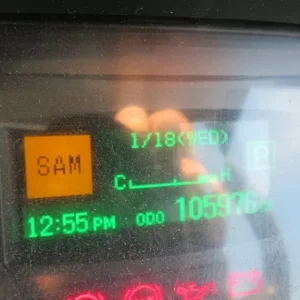 1/18(WED)
SAM
P
C H
12:55 PM ODO 105976